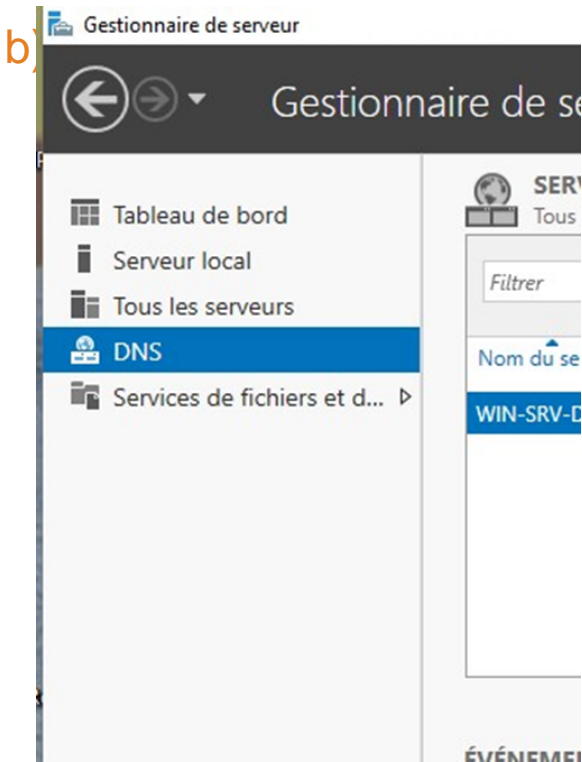 Gestionnaire de serveur
b)
Gestionnaire de se
Tableau de bord
Serveur local
Tous les serveurs
DNS
Services de fichiers et d...
SERV
Tous
Filtrer
Nom du se
WIN-SRV-D
ÉVÉNEMEN